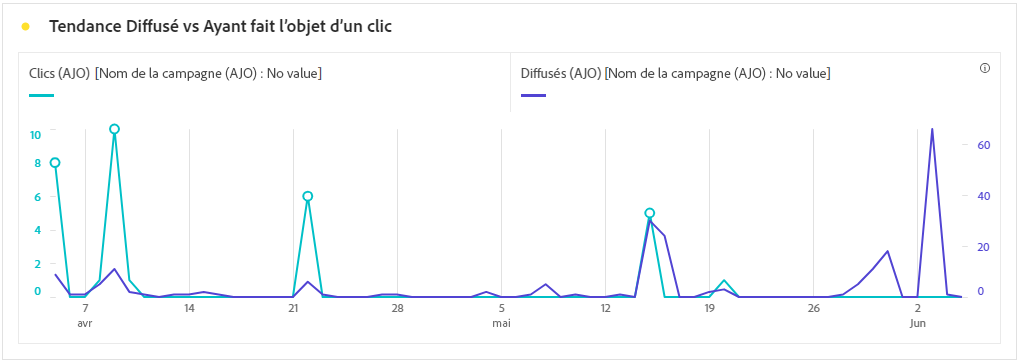 Tendance Diffusé vs Ayant fait l’objet d’un clic
Clics (AJO) [Nom de la campagne (AJO) : No value]
Diffusés (AJO) [Nom de la campagne (AJO) : No value]
10
8
6
4
2
0
60
40
20
0
7 14 21 28 5 12 19 26 2
avr mai Jun